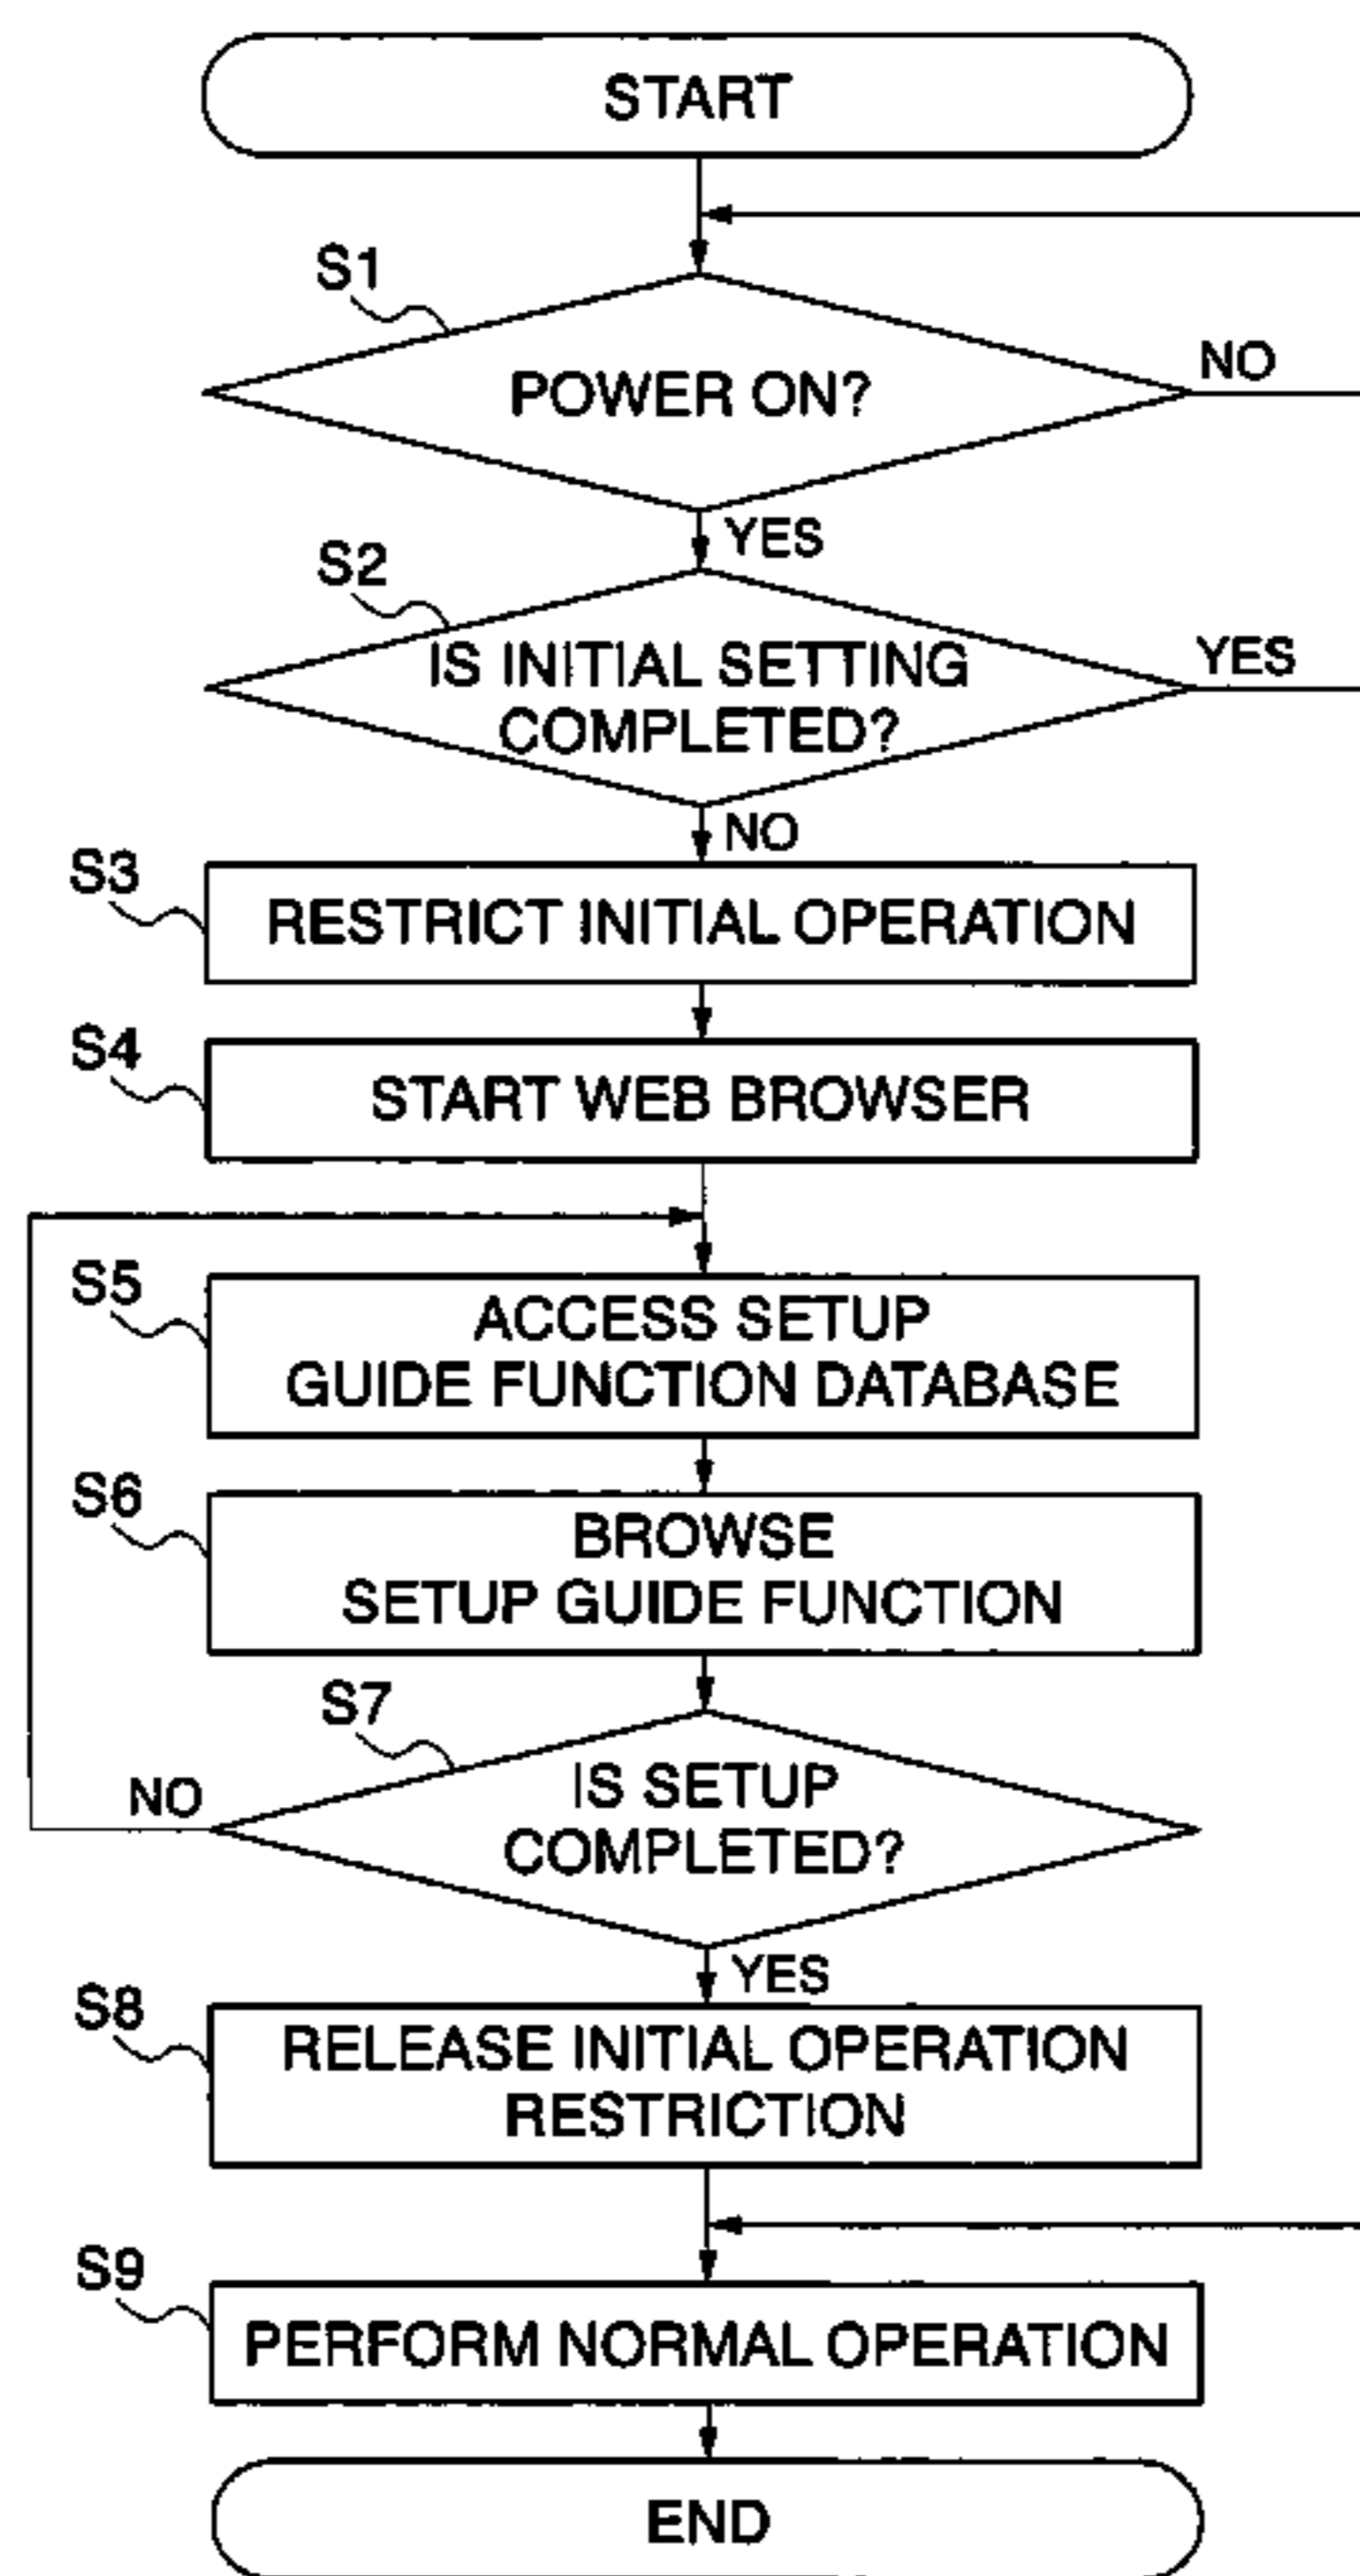 START
S1
POWER ON?
NO
YES
S2
IS INITIAL SETTING
COMPLETED?
YES
NO
S3
RESTRICT INITIAL OPERATION
S4
START WEB BROWSER
S5
ACCESS SETUP
GUIDE FUNCTION DATABASE
S6
BROWSE
SETUP GUIDE FUNCTION
S7
IS SETUP
COMPLETED?
NO
YES
S8
RELEASE INITIAL OPERATION
RESTRICTION
S9
PERFORM NORMAL OPERATION
END